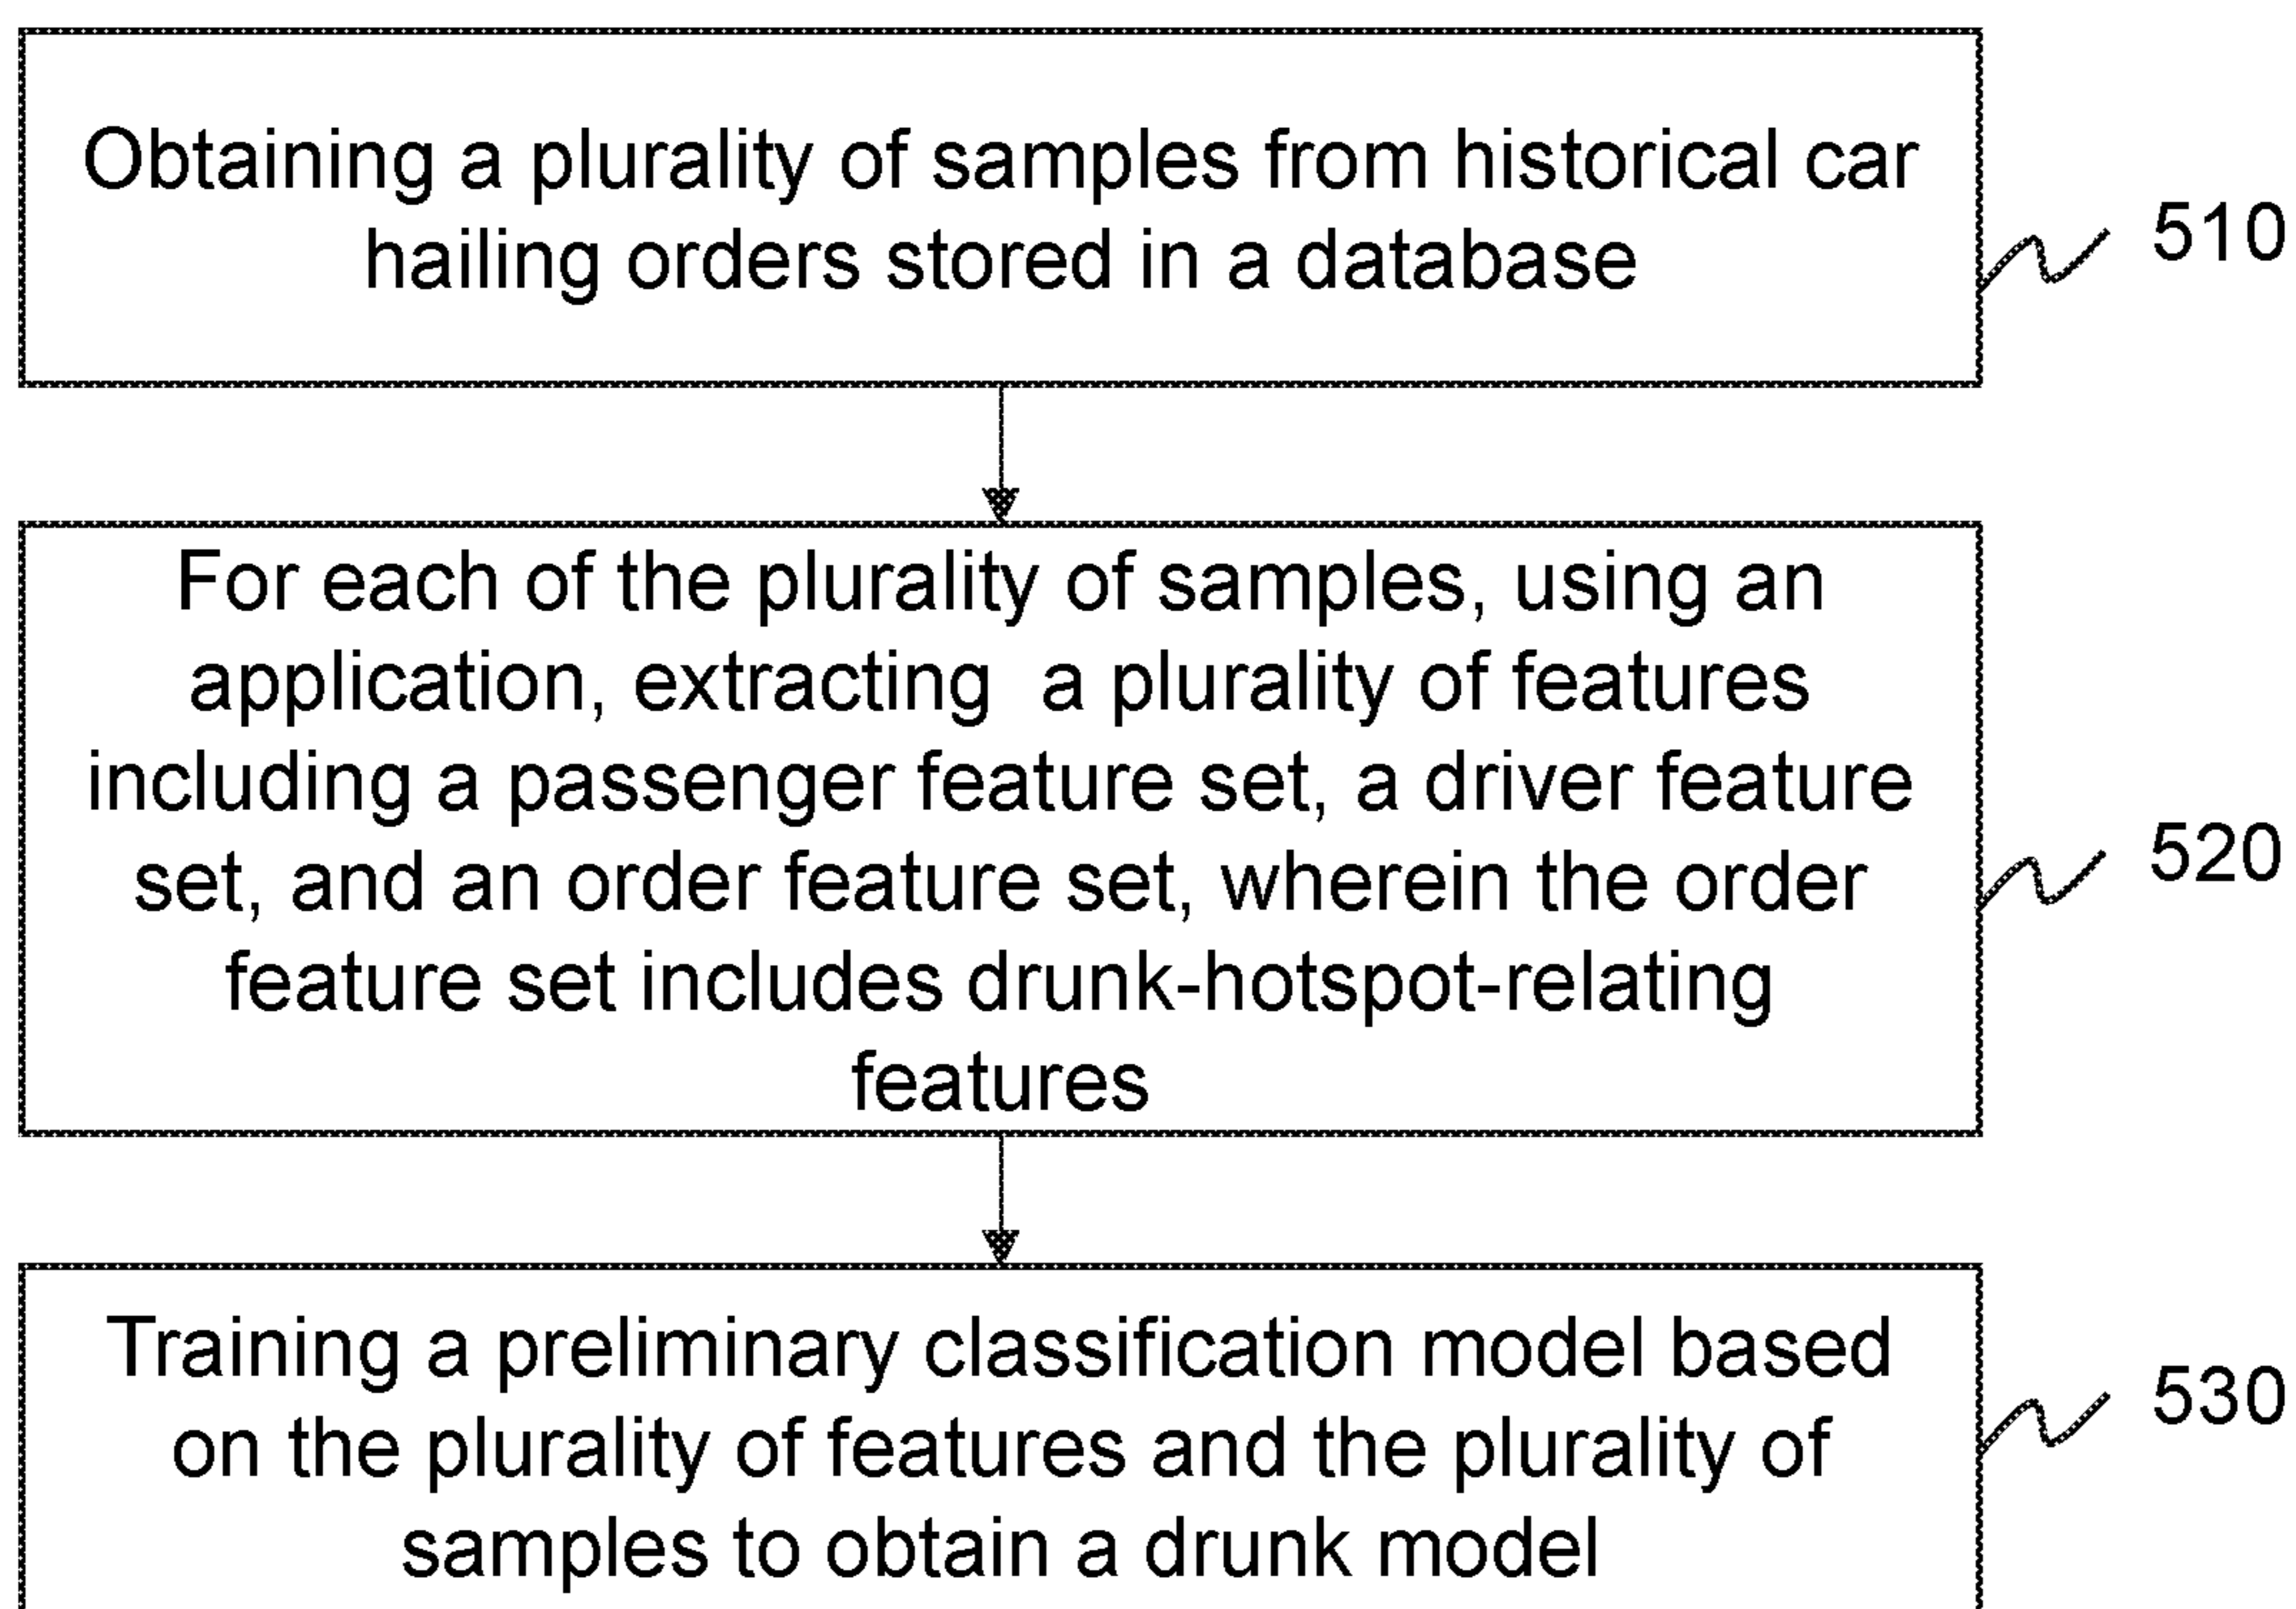 Obtaining a plurality of samples from historical car
hailing orders stored in a database
510
For each of the plurality of samples, using an
application, extracting a plurality of features
including a passenger feature set, a driver feature
set, and an order feature set, wherein the order
feature set includes drunk-hotspot-relating
features
520
Training a preliminary classification model based
on the plurality of features and the plurality of
samples to obtain a drunk model
530